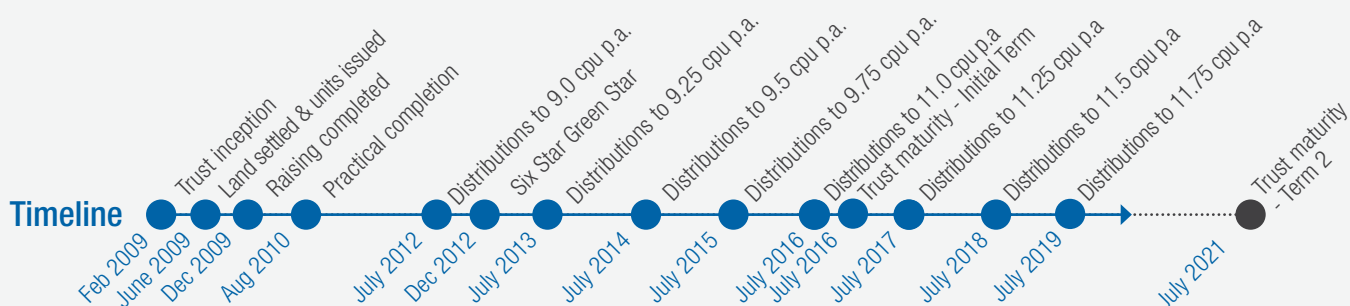 Trust inception
Land settled & units issued
Raising completed
Practical completion
Distributions to 9.0 cpu p.a.
Six Star Green Star
Distributions to 9.25 cpu p.a.
Distributions to 9.5 cpu p.a.
Distributions to 9.75 cpu p.a.
Distributions to 11.0 cpu p.a
Trust maturity - Initial Term
Distributions to 11.25 cpu p.a
Distributions to 11.5 cpu p.a
Distributions to 11.75 cpu p.a
Trust maturity
- Term 2
Timeline
Feb 2009
June 2009
Dec 2009
Aug 2010
July 2012
Dec 2012
July 2013
July 2014
July 2015
July 2016
July 2016
July 2017
July 2018
July 2019
July 2021